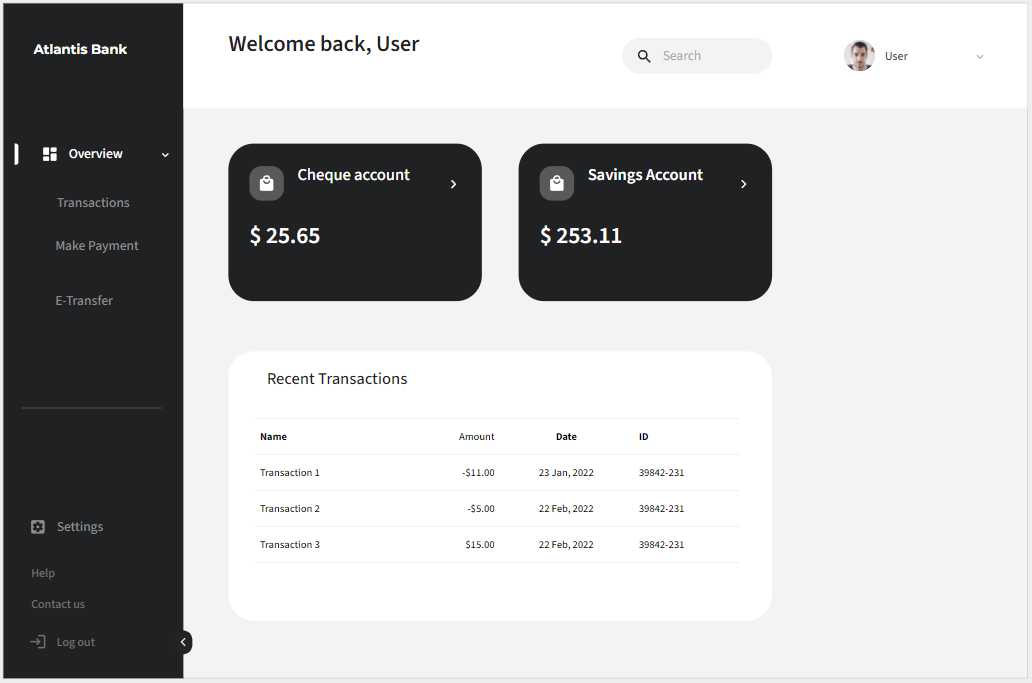 Atlantis Bank
Overview
Transactions
Make Payment
E-Transfer
Settings
Help
Contact us
Log out
Welcome back, User
Search
User
Cheque account
$ 25.65
Savings Account
$ 253.11
Recent Transactions
Name Amount Date ID
Transaction 1 -$11.00 23 Jan, 2022 39842-231
Transaction 2 -$5.00 22 Feb, 2022 39842-231
Transaction 3 $15.00 22 Feb, 2022 39842-231